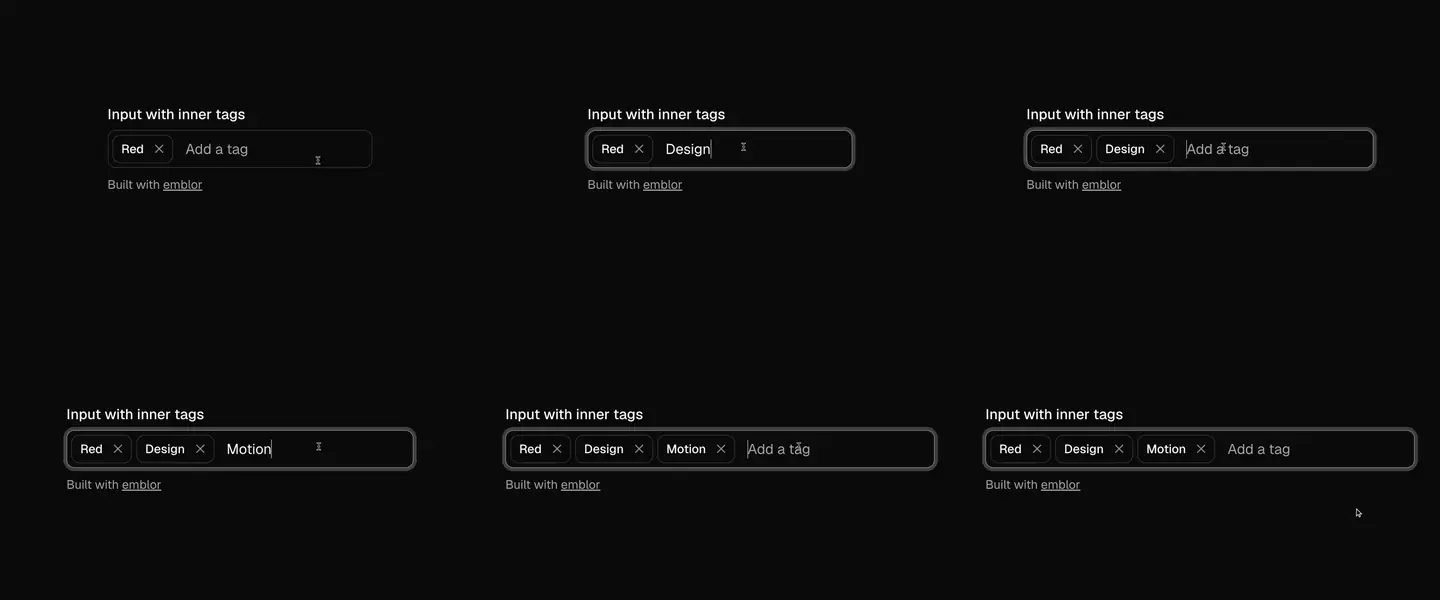 Input with inner tags
Red Add a tag
Built with emblor
Input with inner tags
Red Design
Built with emblor
Input with inner tags
Red Design Add a tag
Built with emblor
Input with inner tags
Red Design Motion
Built with emblor
Input with inner tags
Red Design Motion Add a tag
Built with emblor
Input with inner tags
Red Design Motion Add a tag
Built with emblor